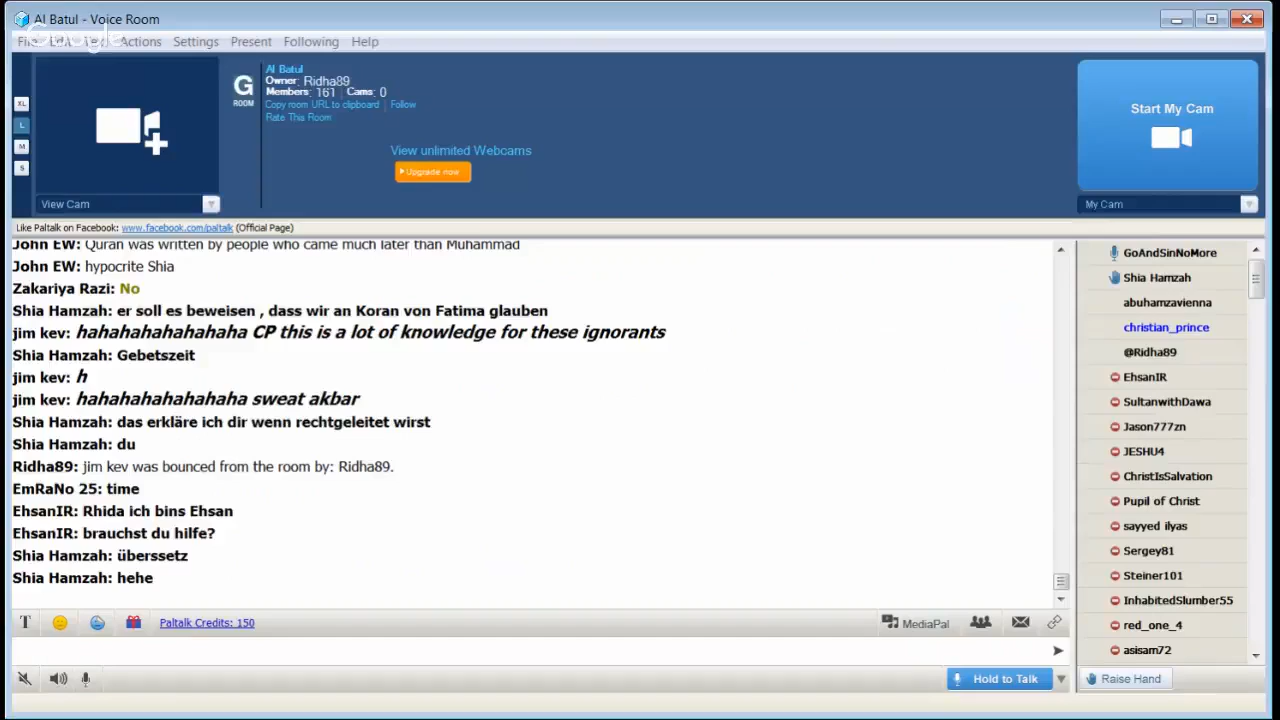 Al Batul - Voice Room
Google
Actions Settings Present Following Help
XL
L
M
S
G
ROOM
Al Batul
Owner: Ridha89
Members: 161 Cams: 0
Copy room URL to clipboard | Follow
Rate This Room
View unlimited Webcams
Upgrade now
Start My Cam
View Cam
My Cam
Like Paltalk on Facebook: www.facebook.com/paltalk (Official Page)
John EW: Quran was written by people who came much later than Muhammad
John EW: hypocrite Shia
Zakariya Razi: No
Shia Hamzah: er soll es beweisen , dass wir an Koran von Fatima glauben
jim kev: hahahahahahahaha CP this is a lot of knowledge for these ignorants
Shia Hamzah: Gebetszeit
jim kev: h
jim kev: hahahahahahahaha sweat akbar
Shia Hamzah: das erkläre ich dir wenn rechtgeleitet wirst
Shia Hamzah: du
Ridha89: jim kev was bounced from the room by: Ridha89.
EmRaNo 25: time
EhsanIR: Rhida ich bins Ehsan
EhsanIR: brauchst du hilfe?
Shia Hamzah: überssetz
Shia Hamzah: hehe
GoAndSinNoMore
Shia Hamzah
abuhamzavienna
christian_prince
@Ridha89
EhsanIR
SultanwithDawa
Jason777zn
JESHU4
ChristIsSalvation
Pupil of Christ
sayyed ilyas
Sergey81
Steiner101
InhabitedSlumber55
red_one_4
asisam72
T
Paltalk Credits: 150
MediaPal
Hold to Talk
Raise Hand